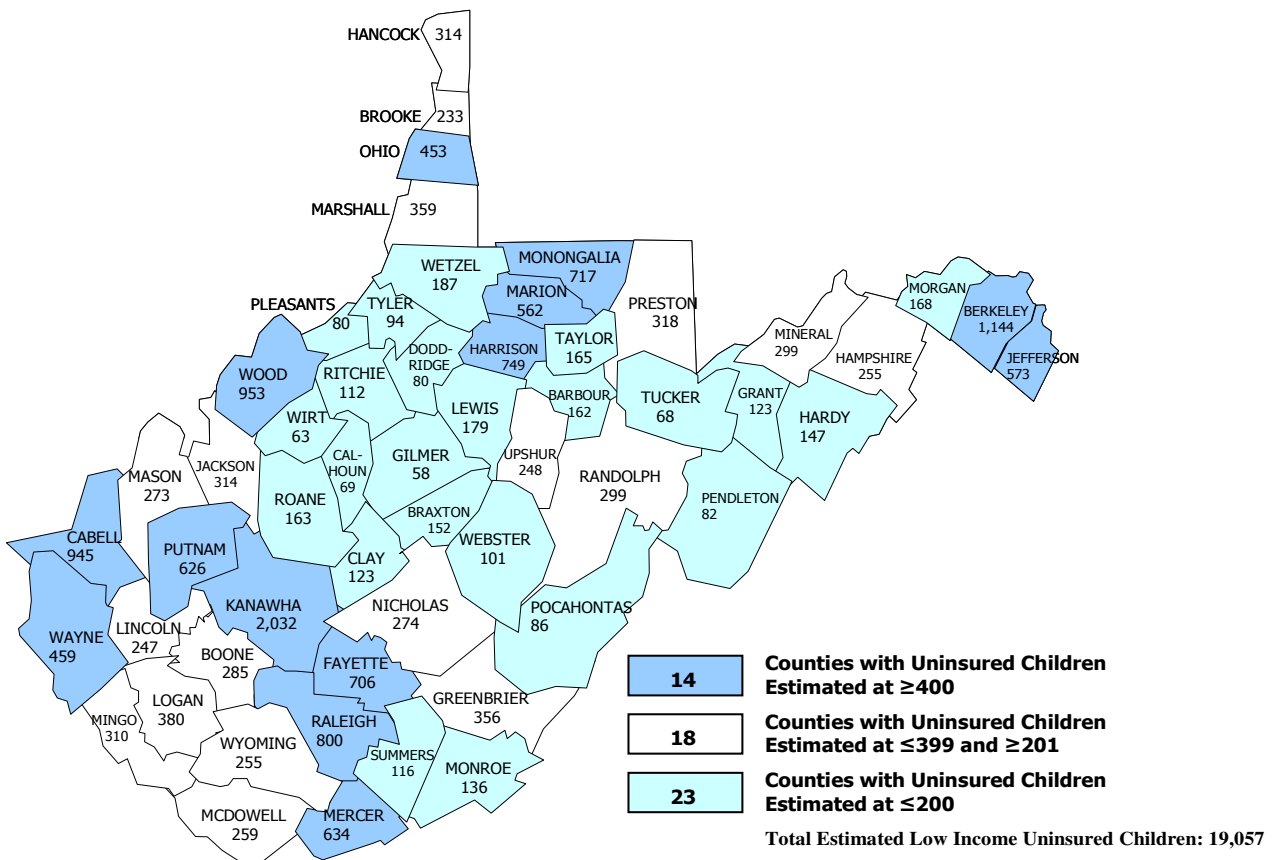 HANCOCK
314
BROOKE
233
OHIO
453
MARSHALL
359
WETZEL
187
MONONGALIA
717
MARION
562
PRESTON
318
PLEASANTS
80
TYLER
94
MORGAN
168
BERKELEY
1,144
JEFFERSON
573
MINERAL
299
HAMPSHIRE
255
WOOD
953
RITCHIE
112
DODD-
RIDGE
80
HARRISON
749
TAYLOR
165
BARBOUR
162
TUCKER
68
GRANT
123
HARDY
147
WIRT
63
LEWIS
179
CAL-
HOUN
69
GILMER
58
UPSHUR
248
RANDOLPH
299
PENDLETON
82
MASON
273
JACKSON
314
ROANE
163
BRAXTON
152
WEBSTER
101
CABELL
945
PUTNAM
626
CLAY
123
KANAWHA
2,032
NICHOLAS
274
POCAHONTAS
86
WAYNE
459
LINCOLN
247
BOONE
285
FAYETTE
706
GREENBRIER
356
LOGAN
380
MINGO
310
WYOMING
255
RALEIGH
800
SUMMERS
116
MONROE
136
MCDOWELL
259
MERCER
634
14
Counties with Uninsured Children
Estimated at ≥400
18
Counties with Uninsured Children
Estimated at ≤399 and ≥201
23
Counties with Uninsured Children
Estimated at ≤200
Total Estimated Low Income Uninsured Children: 19,057